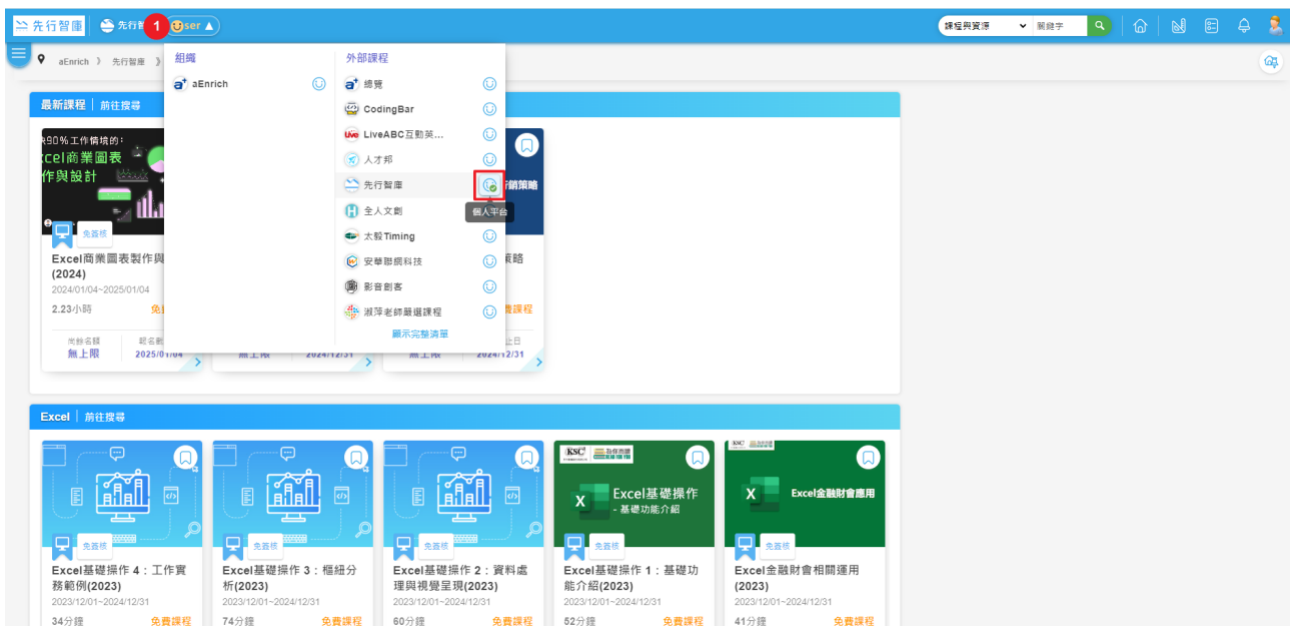 先行智庫
先行智
1
ser ▲
課程與資源
關鍵字
aEnrich 》 先行智庫 》
組織
外部課程
aEnrich
總覽
CodingBar
LiveABC互動英...
人才邦
先行智庫
個人平台
全人文創
太毅Timing
安華聯網科技
影音創客
淑萍老師嚴選課程
顯示完整清單
最新課程 | 前往搜尋
90%工作情境的:
cel商業圖表
作與設計
銷策略
免簽核
Excel商業圖表製作與
(2024)
2024/01/04~2025/01/04
2.23小時
免
費課程
策略
尚餘名額
無上限
2025/01/04
無上限
2024/12/31
無上限
止日
2024/12/31
Excel | 前往搜尋
KSC
Excel基礎操作
- 基礎功能介紹
KSC
Excel金融財會應用
免簽核
免簽核
免簽核
免簽核
免簽核
Excel基礎操作 4：工作實
務範例(2023)
2023/12/01~2024/12/31
34分鐘
免費課程
Excel基礎操作 3：樞紐分
析(2023)
2023/12/01~2024/12/31
74分鐘
免費課程
Excel基礎操作 2：資料處
理與視覺呈現(2023)
2023/12/01~2024/12/31
60分鐘
免費課程
Excel基礎操作 1：基礎功
能介紹(2023)
2023/12/01~2024/12/31
52分鐘
免費課程
Excel金融財會相關運用
(2023)
2023/12/01~2024/12/31
41分鐘
免費課程